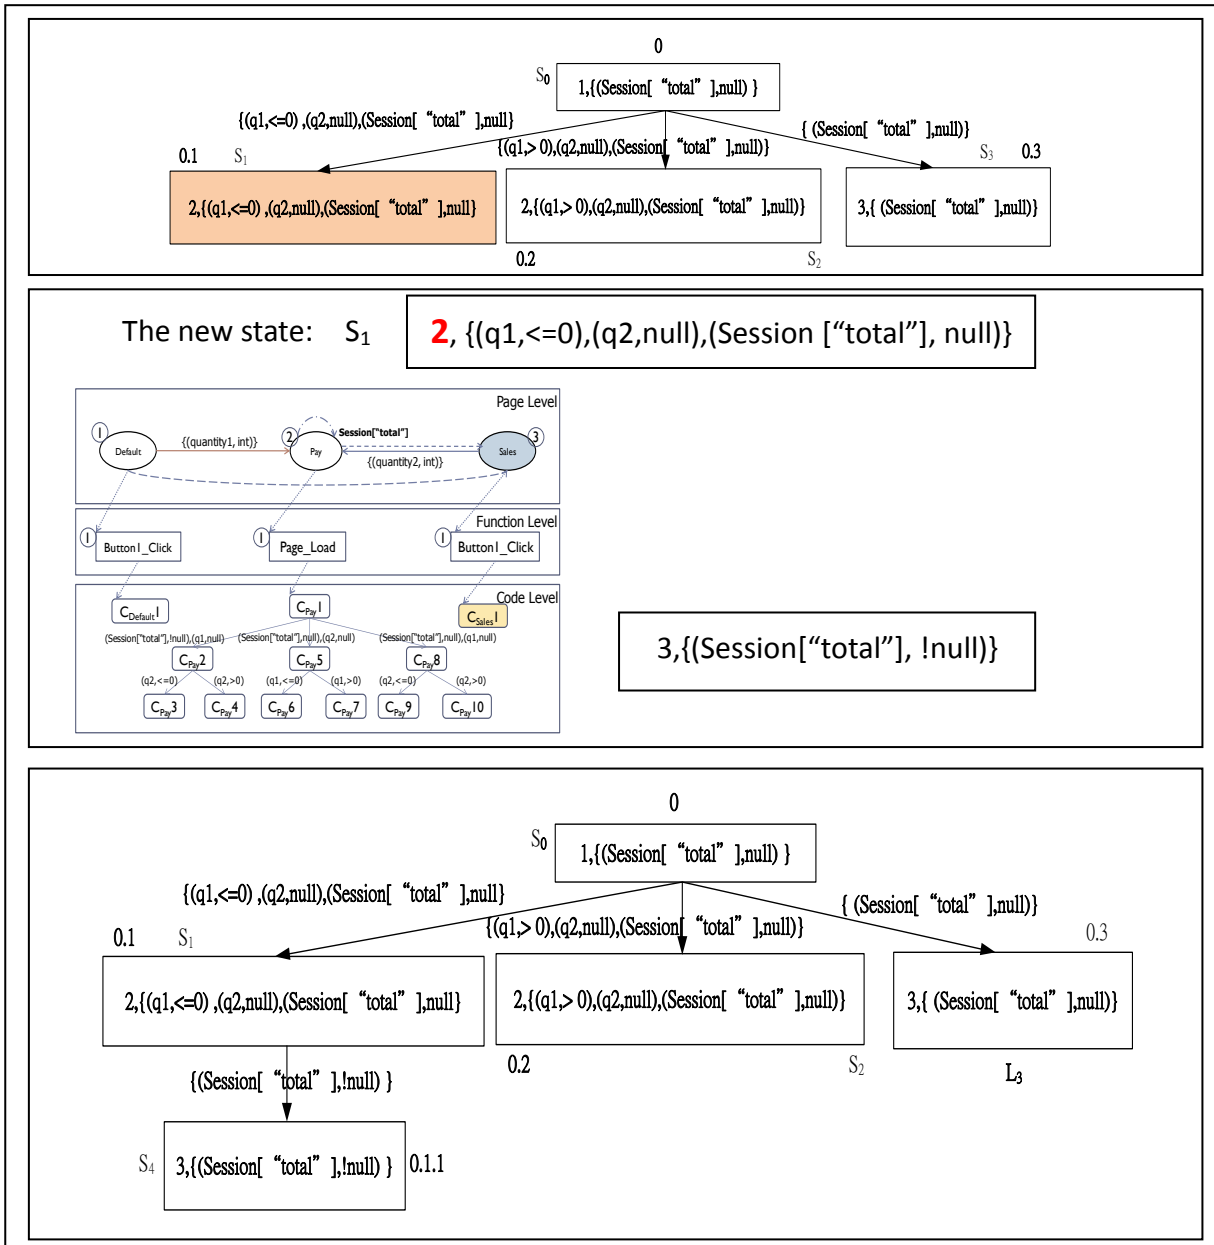 0
S0
1,{(Session[ “total” ],null) }
{(q1,<=0) ,(q2,null),(Session[ “total” ],null}
{(q1,> 0),(q2,null),(Session[ “total” ],null)}
{ (Session[ “total” ],null)}
0.1 S1
S3 0.3
2,{(q1,<=0) ,(q2,null),(Session[ “total” ],null}
2,{(q1,> 0),(q2,null),(Session[ “total” ],null)}
3,{ (Session[ “total” ],null)}
0.2 S2
The new state: S1 2, {(q1,<=0),(q2,null),(Session [“total”], null)}
Page Level
1
Default
{(quantity1, int)}
2
Pay
Session["total"]
{(quantity2, int)}
3
Sales
Function Level
1
Button1_Click
1
Page_Load
1
Button1_Click
Code Level
CDefault1
CPay1
CSales1
(Session["total"],!null),(q1,null)
(Session["total"],null),(q2,null)
(Session["total"],null),(q1,null)
CPay2
CPay5
CPay8
(q2,<=0) (q2,>0) (q1,<=0) (q1,>0) (q2,<=0) (q2,>0)
CPay3 CPay4 CPay6 CPay7 CPay9 CPay10
3,{(Session[“total”], !null)}
0
S0
1,{(Session[ “total” ],null) }
{(q1,<=0) ,(q2,null),(Session[ “total” ],null}
{(q1,> 0),(q2,null),(Session[ “total” ],null)}
{ (Session[ “total” ],null)}
0.1 S1
0.3
2,{(q1,<=0) ,(q2,null),(Session[ “total” ],null}
2,{(q1,> 0),(q2,null),(Session[ “total” ],null)}
3,{ (Session[ “total” ],null)}
0.2 S2
L3
{(Session[ “total” ],!null) }
S4
3,{(Session[ “total” ],!null) }
0.1.1